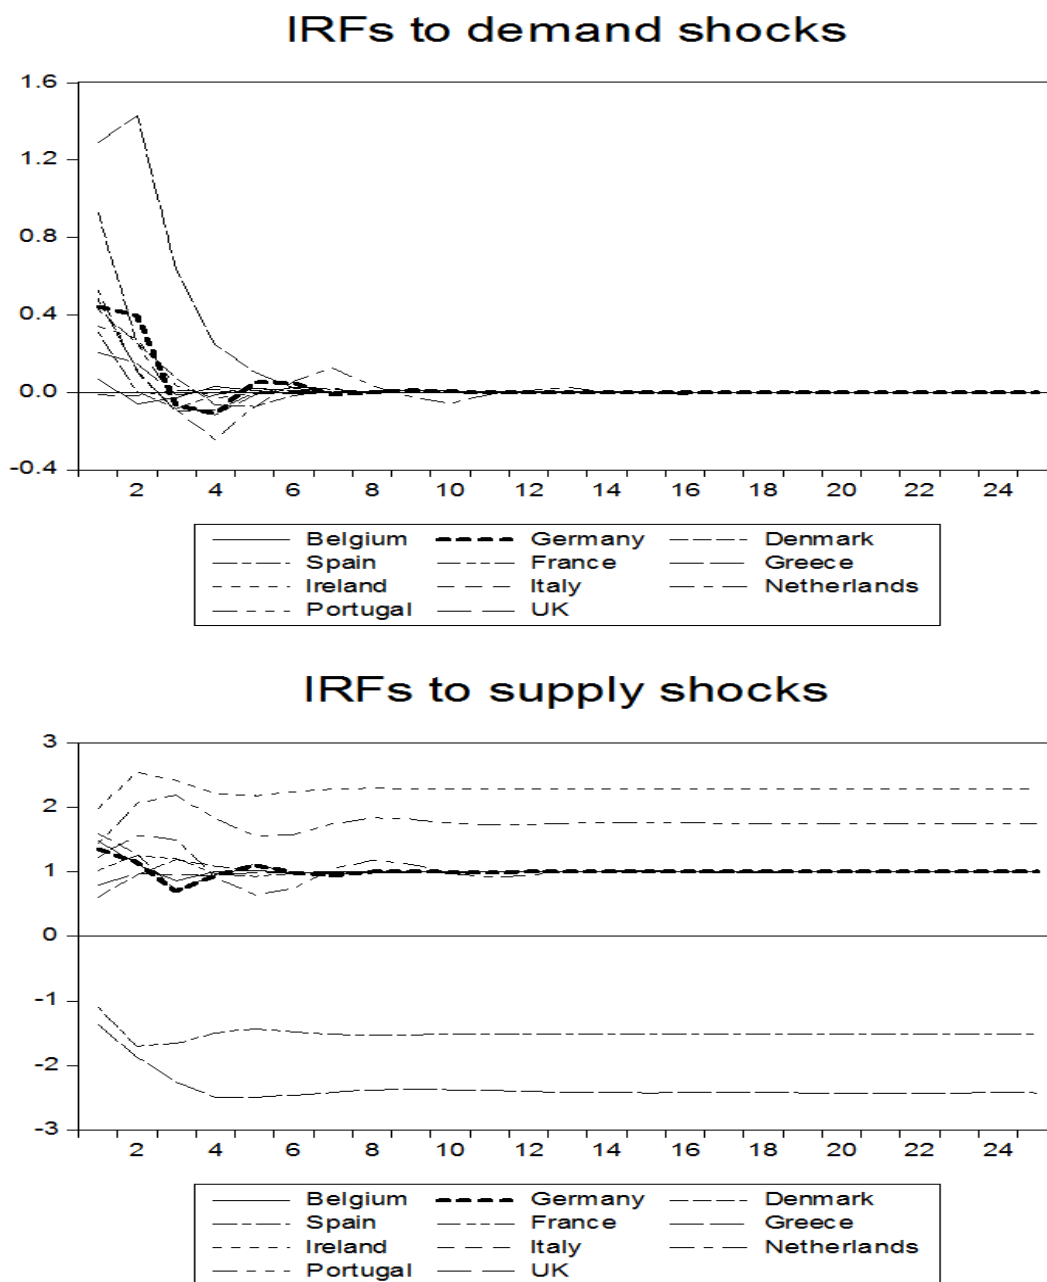 IRFs to demand shocks
1.6
1.2
0.8
0.4
0.0
-0.4
2 4 6 8 10 12 14 16 18 20 22 24
Belgium Germany Denmark
Spain France Greece
Ireland Italy Netherlands
Portugal UK
IRFs to supply shocks
3
2
1
0
-1
-2
-3
2 4 6 8 10 12 14 16 18 20 22 24
Belgium Germany Denmark
Spain France Greece
Ireland Italy Netherlands
Portugal UK